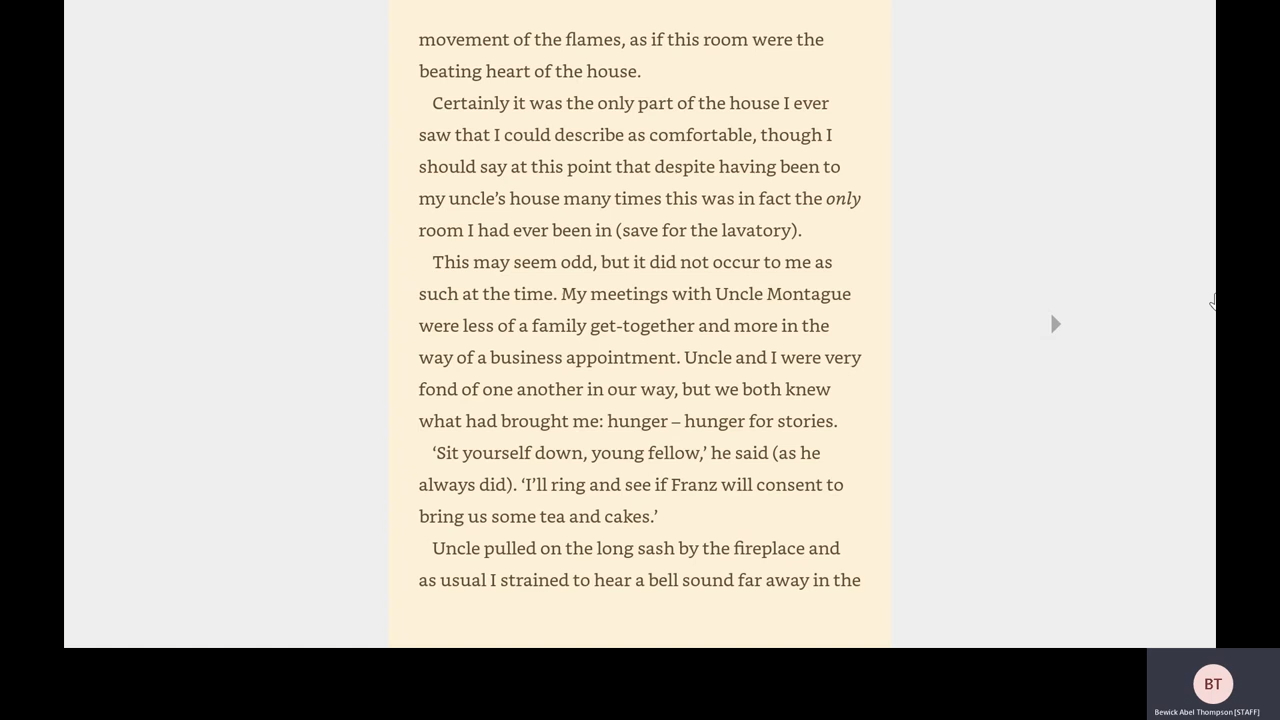 movement of the flames, as if this room were the
beating heart of the house.
Certainly it was the only part of the house I ever
saw that I could describe as comfortable, though I
should say at this point that despite having been to
my uncle’s house many times this was in fact the only
room I had ever been in (save for the lavatory).
This may seem odd, but it did not occur to me as
such at the time. My meetings with Uncle Montague
were less of a family get-together and more in the
way of a business appointment. Uncle and I were very
fond of one another in our way, but we both knew
what had brought me: hunger – hunger for stories.
‘Sit yourself down, young fellow,’ he said (as he
always did). ‘I’ll ring and see if Franz will consent to
bring us some tea and cakes.’
Uncle pulled on the long sash by the fireplace and
as usual I strained to hear a bell sound far away in the
BT
Bewick Abel Thompson [STAFF]